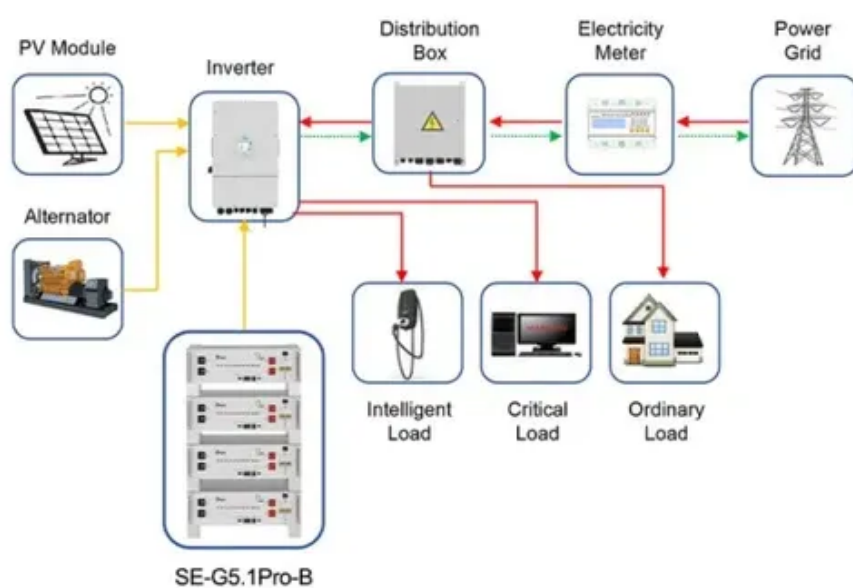 PV Module
Inverter
Distribution
Box
Electricity
Meter
Power
Grid
Alternator
Intelligent
Load
Critical
Load
Ordinary
Load
SE-G5.1Pro-B